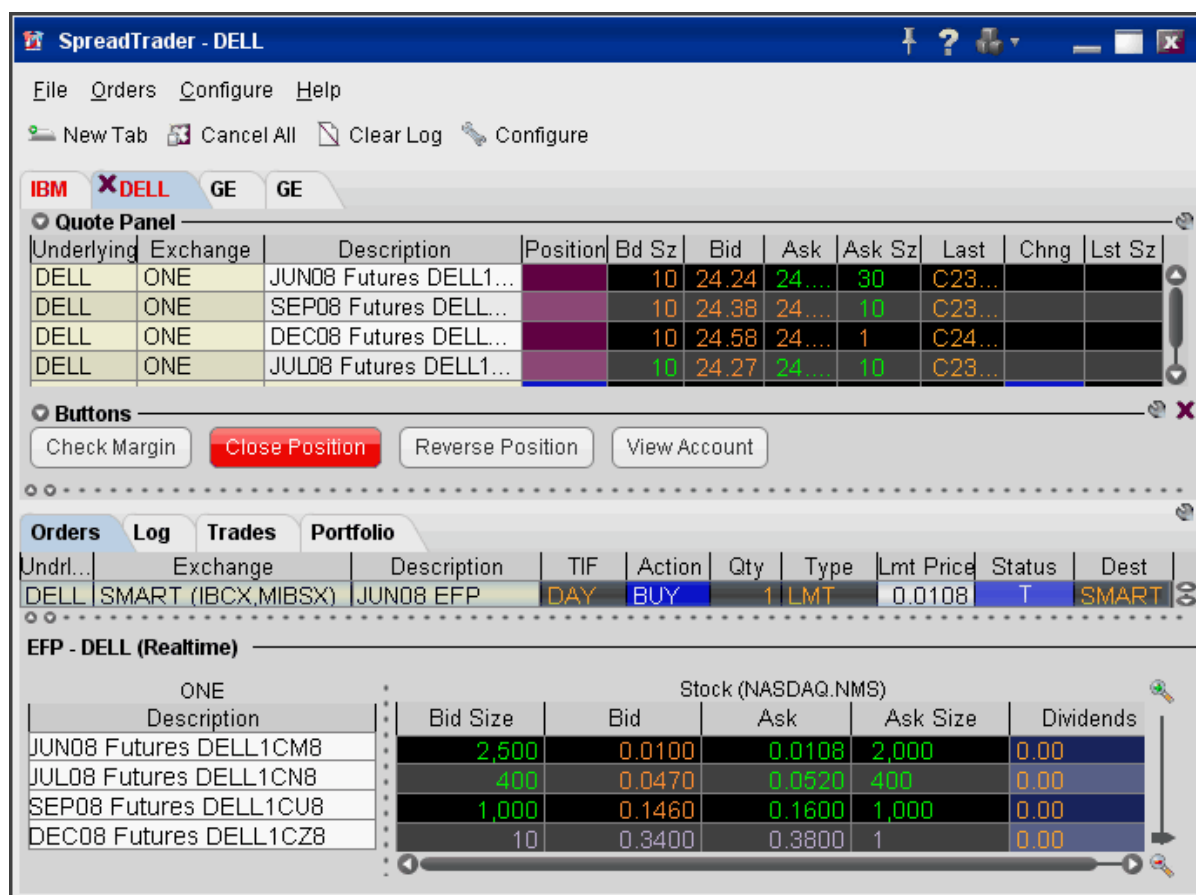 SpreadTrader - DELL
File Orders Configure Help
New Tab Cancel All Clear Log Configure
IBM DELL GE GE
Quote Panel
Underlying Exchange Description Position Bd Sz Bid Ask Ask Sz Last Chng Lst Sz
DELL ONE JUN08 Futures DELL1... 10 24.24 24.... 30 C23...
DELL ONE SEP08 Futures DELL... 10 24.38 24.... 10 C23...
DELL ONE DEC08 Futures DELL... 10 24.58 24.... 1 C24...
DELL ONE JUL08 Futures DELL1... 10 24.27 24.... 10 C23...
Buttons
Check Margin Close Position Reverse Position View Account
Orders Log Trades Portfolio
Undrl... Exchange Description TIF Action Qty Type Lmt Price Status Dest
DELL SMART (IBCX,MIBSX) JUN08 EFP DAY BUY 1 LMT 0.0108 T SMART
EFP - DELL (Realtime)
ONE Stock (NASDAQ.NMS)
Description Bid Size Bid Ask Ask Size Dividends
JUN08 Futures DELL1CM8 2,500 0.0100 0.0108 2,000 0.00
JUL08 Futures DELL1CN8 400 0.0470 0.0520 400 0.00
SEP08 Futures DELL1CU8 1,000 0.1460 0.1600 1,000 0.00
DEC08 Futures DELL1CZ8 10 0.3400 0.3800 1 0.00